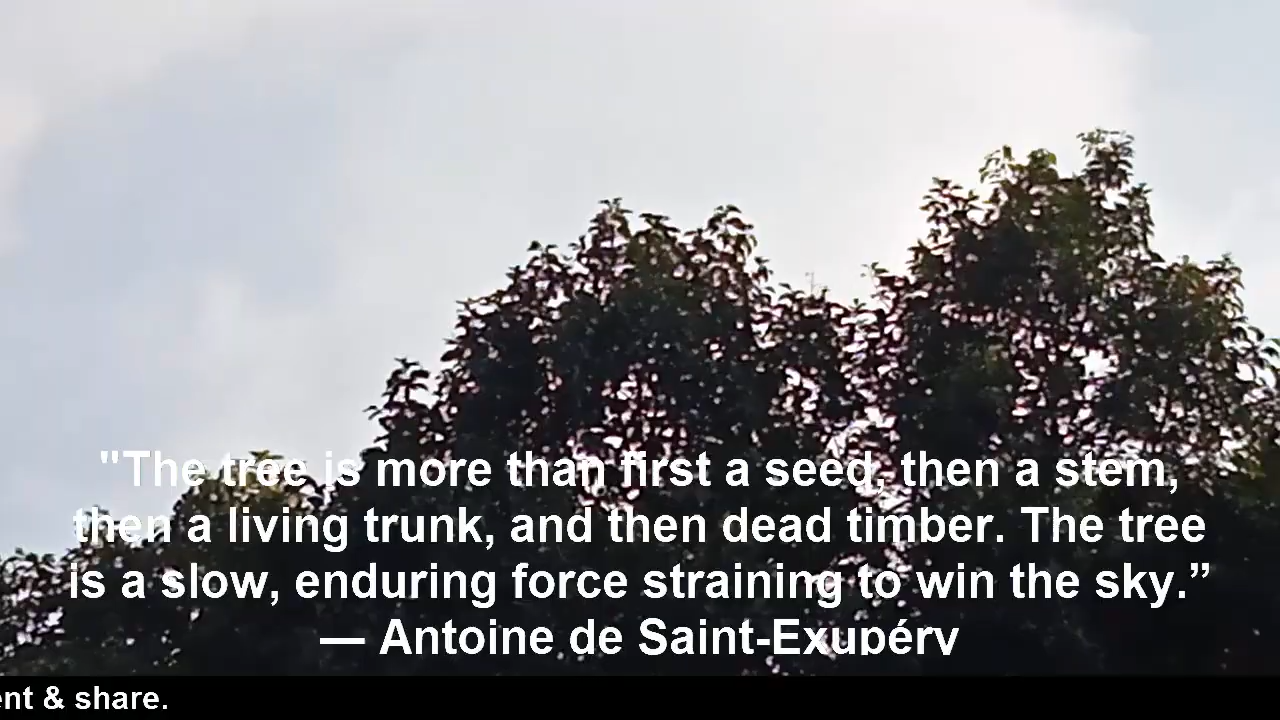 "The tree is more than first a seed, then a stem,
then a living trunk, and then dead timber. The tree
is a slow, enduring force straining to win the sky.”
— Antoine de Saint-Exupéry
ent & share.